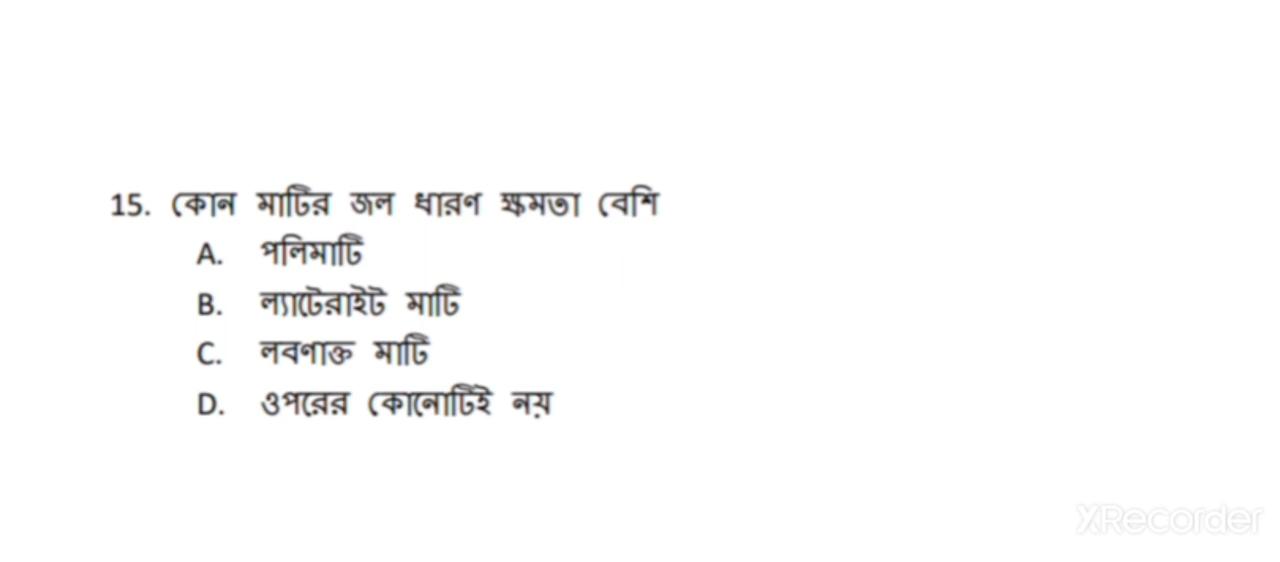 15. কোন মাটির জল ধারণ ক্ষমতা বেশি
A. পলিমাটি
B. ল্যাটেরাইট মাটি
C. লবণাক্ত মাটি
D. ওপরের কোনোটিই নয়
XRecorder